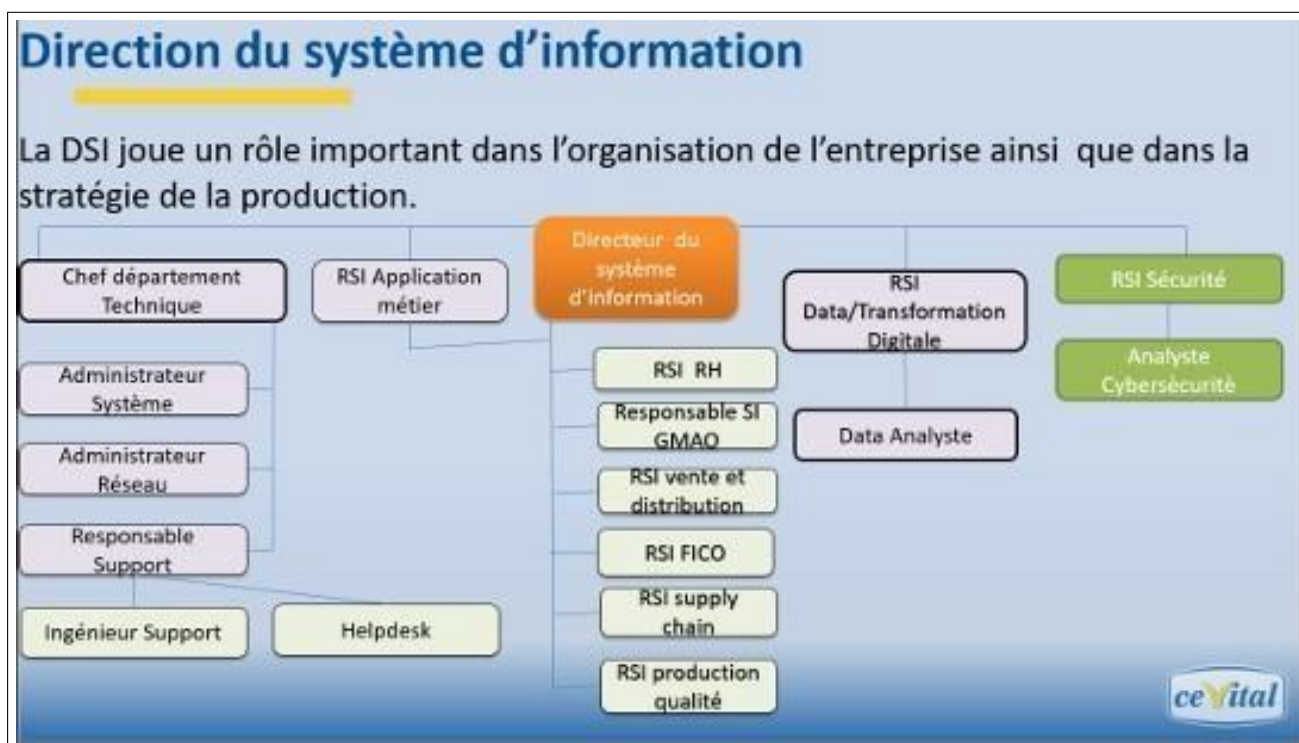 Direction du système d'information
La DSI joue un rôle important dans l'organisation de l'entreprise ainsi que dans la
stratégie de la production.
Directeur du
système
d'information
Chef département
Technique
RSI Application
métier
RSI
Data/Transformation
Digitale
RSI Sécurité
Administrateur
Système
Administrateur
Réseau
Responsable
Support
Ingénieur Support
Helpdesk
RSI RH
Responsable SI
GMAO
RSI vente et
distribution
RSI FICO
RSI supply
chain
RSI production
qualité
Data Analyste
Analyste
Cybersècuritè
ceVital